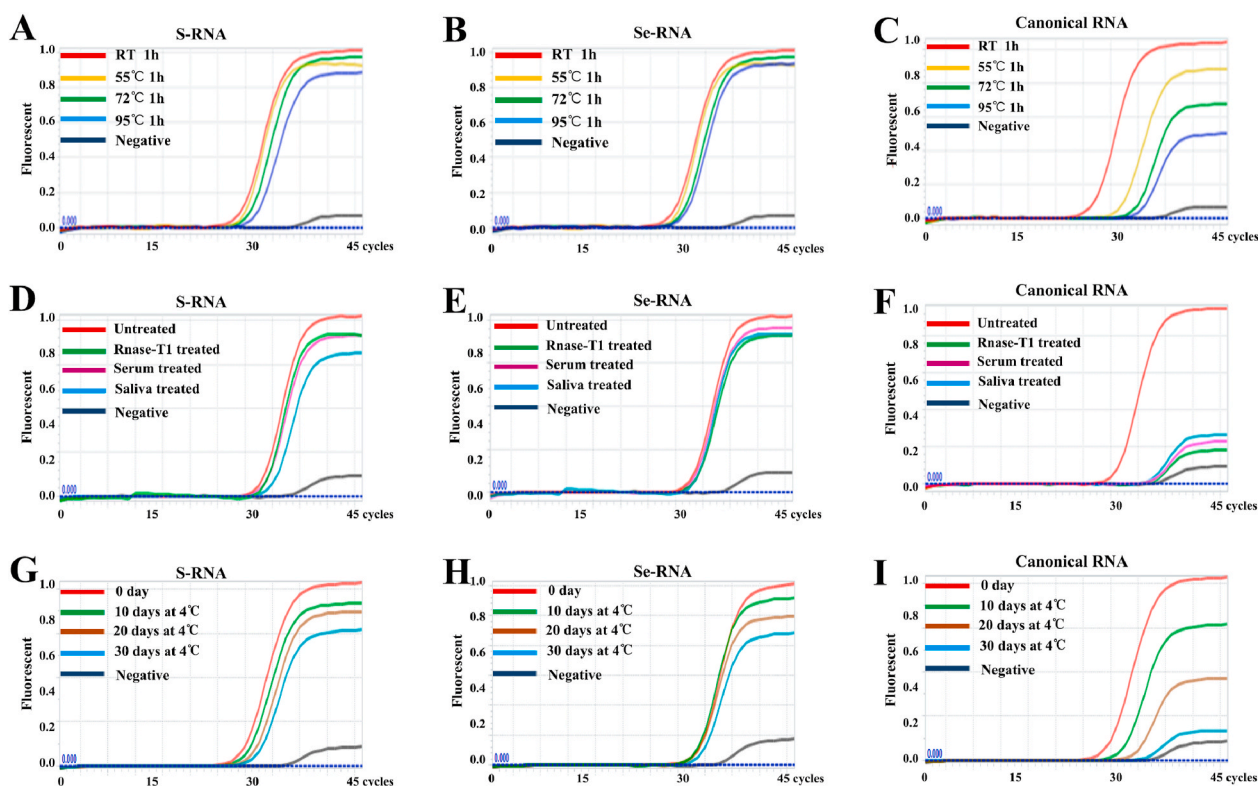 A
S-RNA
Fluorescent
1.0
0.8
0.6
0.4
0.2
0.0
RT 1h
55℃ 1h
72℃ 1h
95℃ 1h
Negative
0.000
0
15
30
45 cycles
B
Se-RNA
Fluorescent
1.0
0.8
0.6
0.4
0.2
0.0
RT 1h
55℃ 1h
72℃ 1h
95℃ 1h
Negative
0.000
0
15
30
45 cycles
C
Canonical RNA
Fluorescent
1.0
0.8
0.6
0.4
0.2
0.0
RT 1h
55℃ 1h
72℃ 1h
95℃ 1h
Negative
0.000
0
15
30
45 cycles
D
S-RNA
Fluorescent
1.0
0.8
0.6
0.4
0.2
0.0
Untreated
Rnase-T1 treated
Serum treated
Saliva treated
Negative
0.000
0
15
30
45 cycles
E
Se-RNA
Fluorescent
1.0
0.8
0.6
0.4
0.2
0.0
Untreated
Rnase-T1 treated
Serum treated
Saliva treated
Negative
0.000
0
15
30
45 cycles
F
Canonical RNA
Fluorescent
1.0
0.8
0.6
0.4
0.2
0.0
Untreated
Rnase-T1 treated
Serum treated
Saliva treated
Negative
0.000
0
15
30
45 cycles
G
S-RNA
Fluorescent
1.0
0.8
0.6
0.4
0.2
0.0
0 day
10 days at 4℃
20 days at 4℃
30 days at 4℃
Negative
0.000
0
15
30
45 cycles
H
Se-RNA
Fluorescent
1.0
0.8
0.6
0.4
0.2
0.0
0 day
10 days at 4℃
20 days at 4℃
30 days at 4℃
Negative
0.000
0
15
30
45 cycles
I
Canonical RNA
Fluorescent
1.0
0.8
0.6
0.4
0.2
0.0
0 day
10 days at 4℃
20 days at 4℃
30 days at 4℃
Negative
0.000
0
15
30
45 cycles